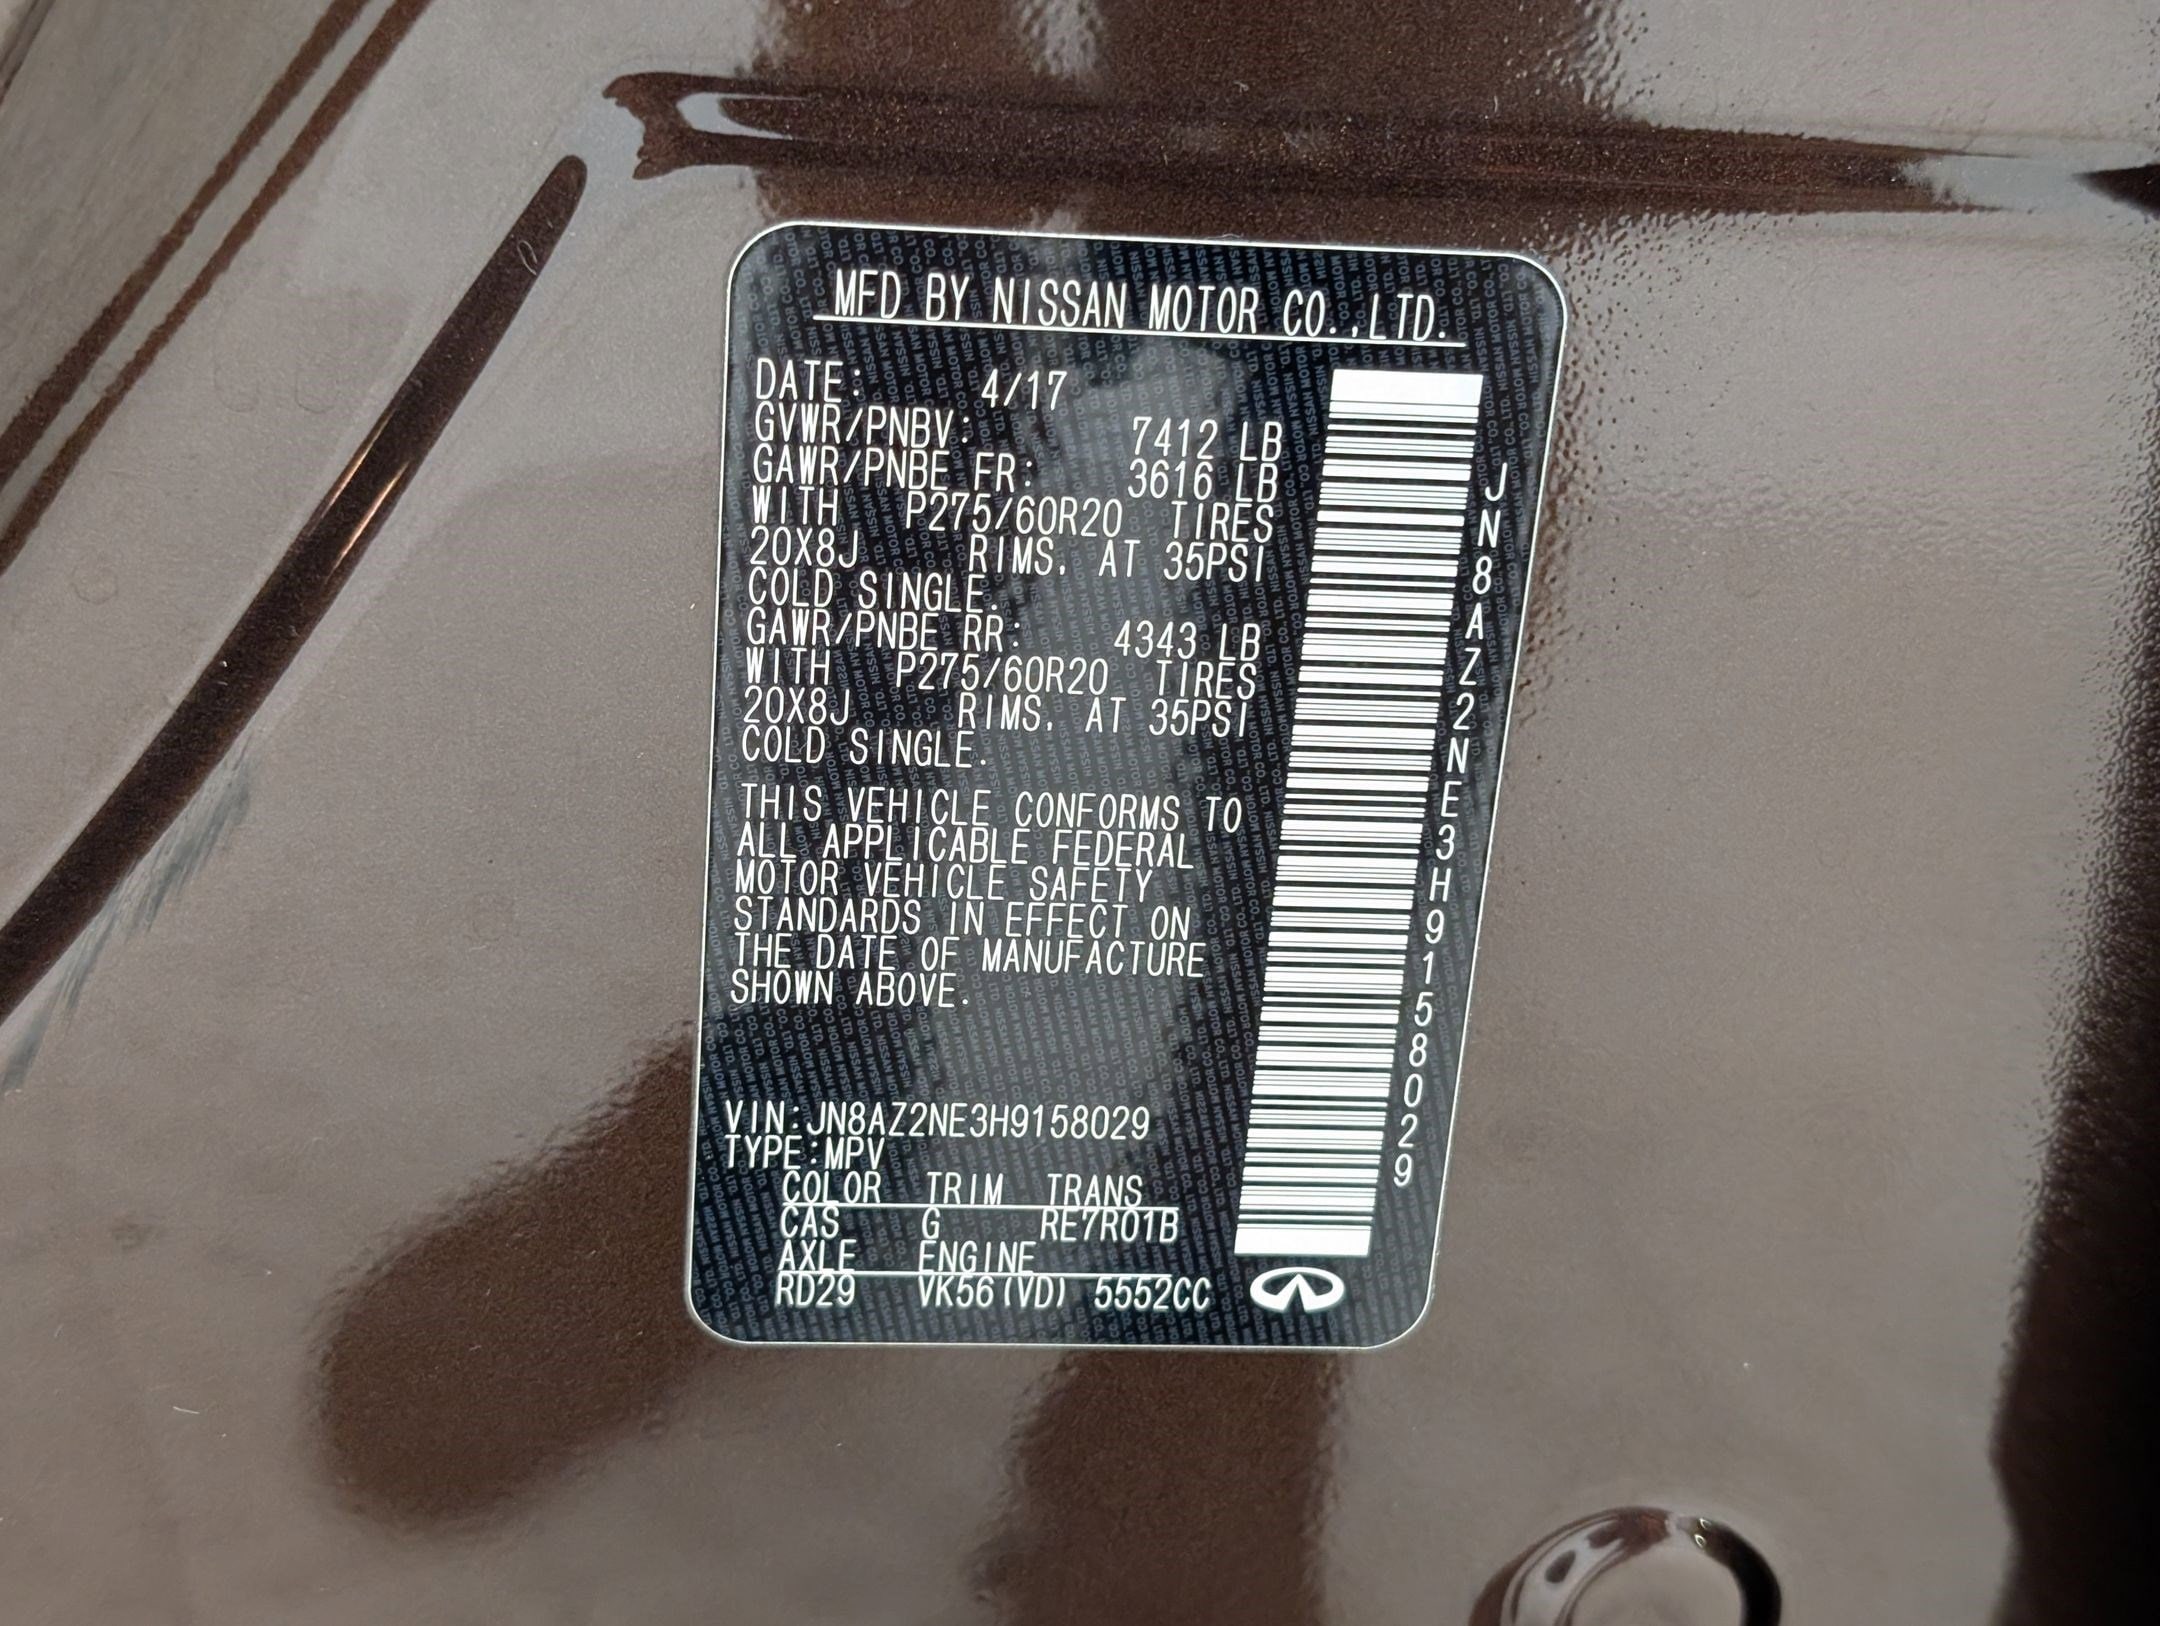 MFD BY NISSAN MOTOR CO.,LTD.
DATE: 4/17
GVWR/PNBV: 7412 LB
GAWR/PNBE FR: 3616 LB
WITH P275/60R20 TIRES
20X8J RIMS, AT 35PSI
COLD SINGLE.
GAWR/PNBE RR: 4343 LB
WITH P275/60R20 TIRES
20X8J RIMS, AT 35PSI
COLD SINGLE.
THIS VEHICLE CONFORMS TO
ALL APPLICABLE FEDERAL
MOTOR VEHICLE SAFETY
STANDARDS IN EFFECT ON
THE DATE OF MANUFACTURE
SHOWN ABOVE.
VIN:JN8AZ2NE3H9158029
TYPE:MPV
COLOR TRIM TRANS
CAS G RE7R01B
AXLE ENGINE
RD29 VK56(VD) 5552CC
JN8AZ2NE3H9158029